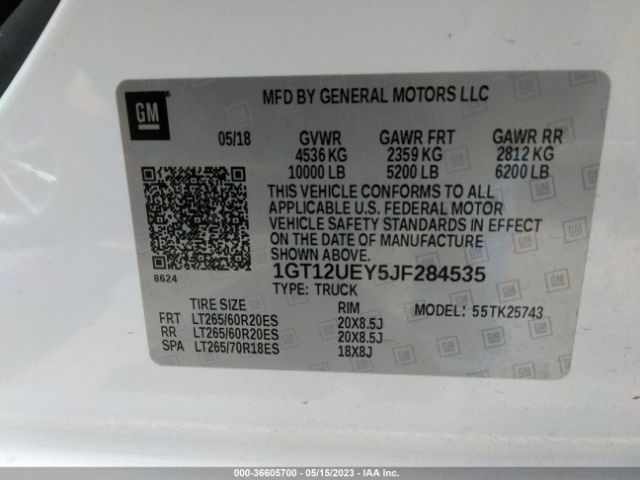 GM
MFD BY GENERAL MOTORS LLC
05/18 GVWR GAWR FRT GAWR RR
4536 KG 2359 KG 2812 KG
10000 LB 5200 LB 6200 LB
THIS VEHICLE CONFORMS TO ALL
APPLICABLE U.S. FEDERAL MOTOR
VEHICLE SAFETY STANDARDS IN EFFECT
ON THE DATE OF MANUFACTURE
SHOWN ABOVE.
8624
1GT12UEY5JF284535
TYPE: TRUCK
TIRE SIZE RIM MODEL: 55TK25743
FRT LT265/60R20ES 20X8.5J
RR LT265/60R20ES 20X8.5J
SPA LT265/70R18ES 18X8J
000-36605700 - 05/15/2023 - IAA Inc.